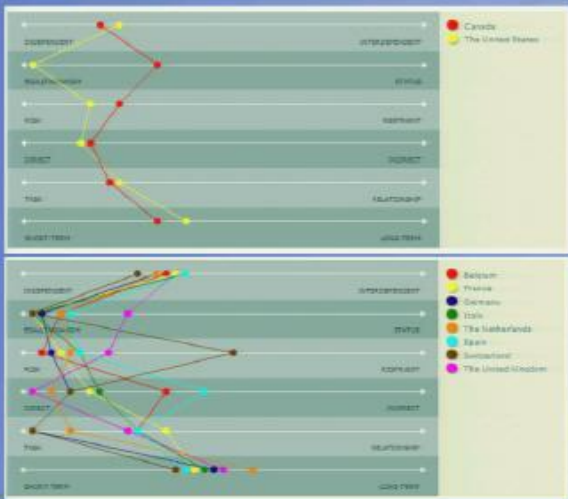 Canada
The United States
INDEPENDENT
INTERDEPENDENT
EGALITARIANISM
STATUS
RISK
RESTRAINT
DIRECT
INDIRECT
TASK
RELATIONSHIP
SHORT-TERM
LONG-TERM
Belgium
France
Germany
Italy
The Netherlands
Spain
Switzerland
The United Kingdom
INDEPENDENT
INTERDEPENDENT
EGALITARIANISM
STATUS
RISK
RESTRAINT
DIRECT
INDIRECT
TASK
RELATIONSHIP
SHORT-TERM
LONG-TERM